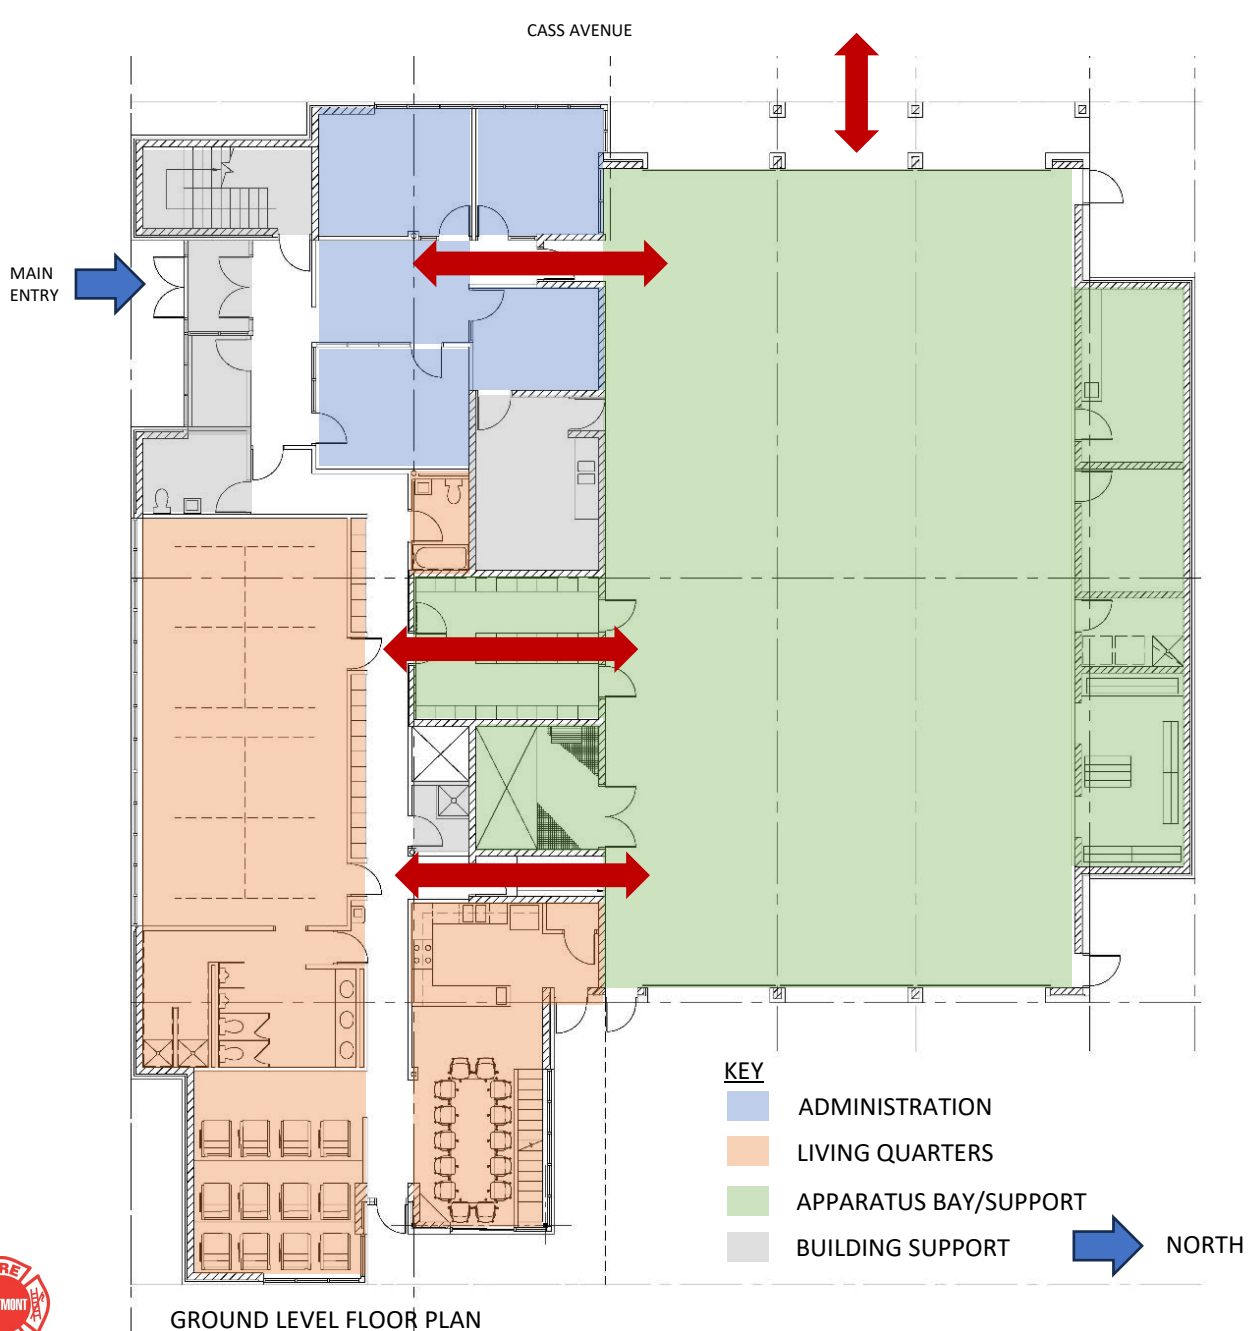 CASS AVENUE
MAIN
ENTRY
KEY
ADMINISTRATION
LIVING QUARTERS
APPARATUS BAY/SUPPORT
BUILDING SUPPORT
NORTH
GROUND LEVEL FLOOR PLAN